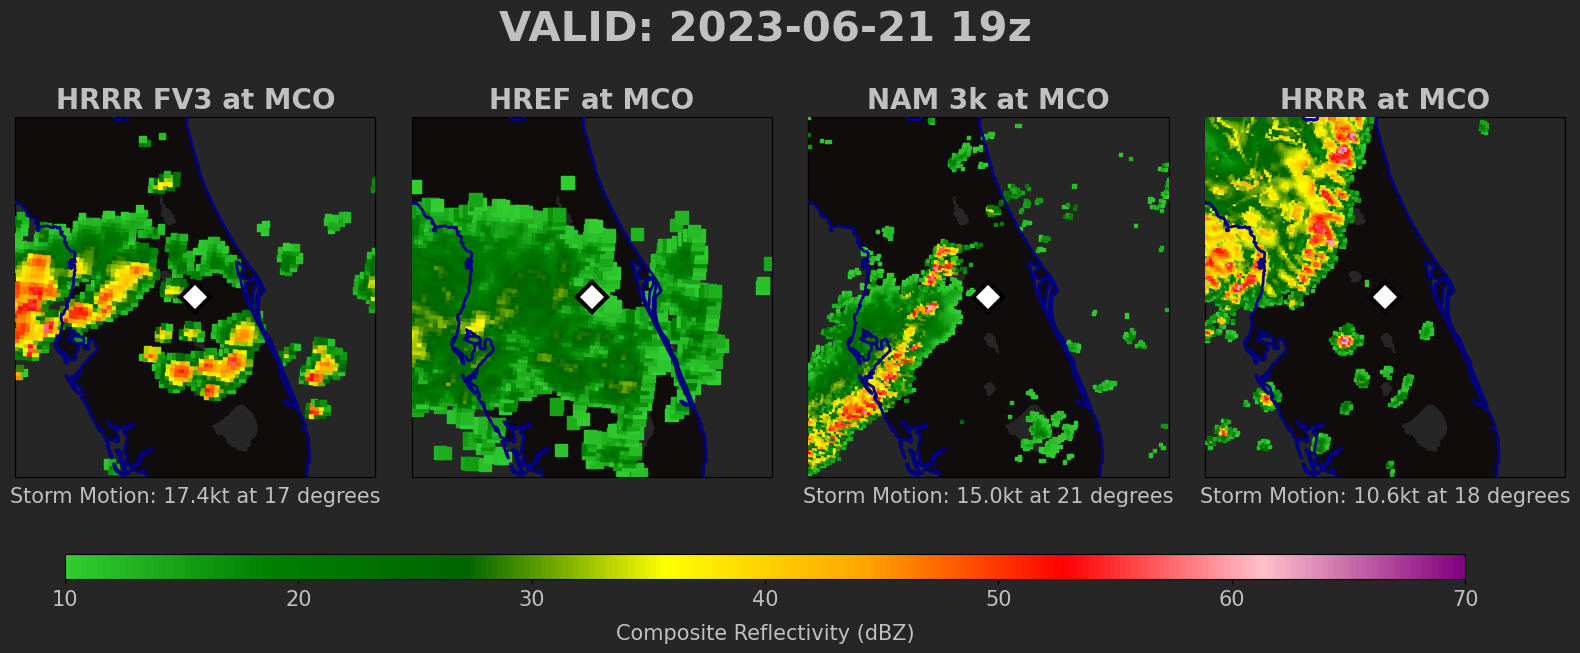 VALID: 2023-06-21 19z
HRRR FV3 at MCO
HREF at MCO
NAM 3k at MCO
HRRR at MCO
Storm Motion: 17.4kt at 17 degrees
Storm Motion: 15.0kt at 21 degrees
Storm Motion: 10.6kt at 18 degrees
10 20 30 40 50 60 70
Composite Reflectivity (dBZ)